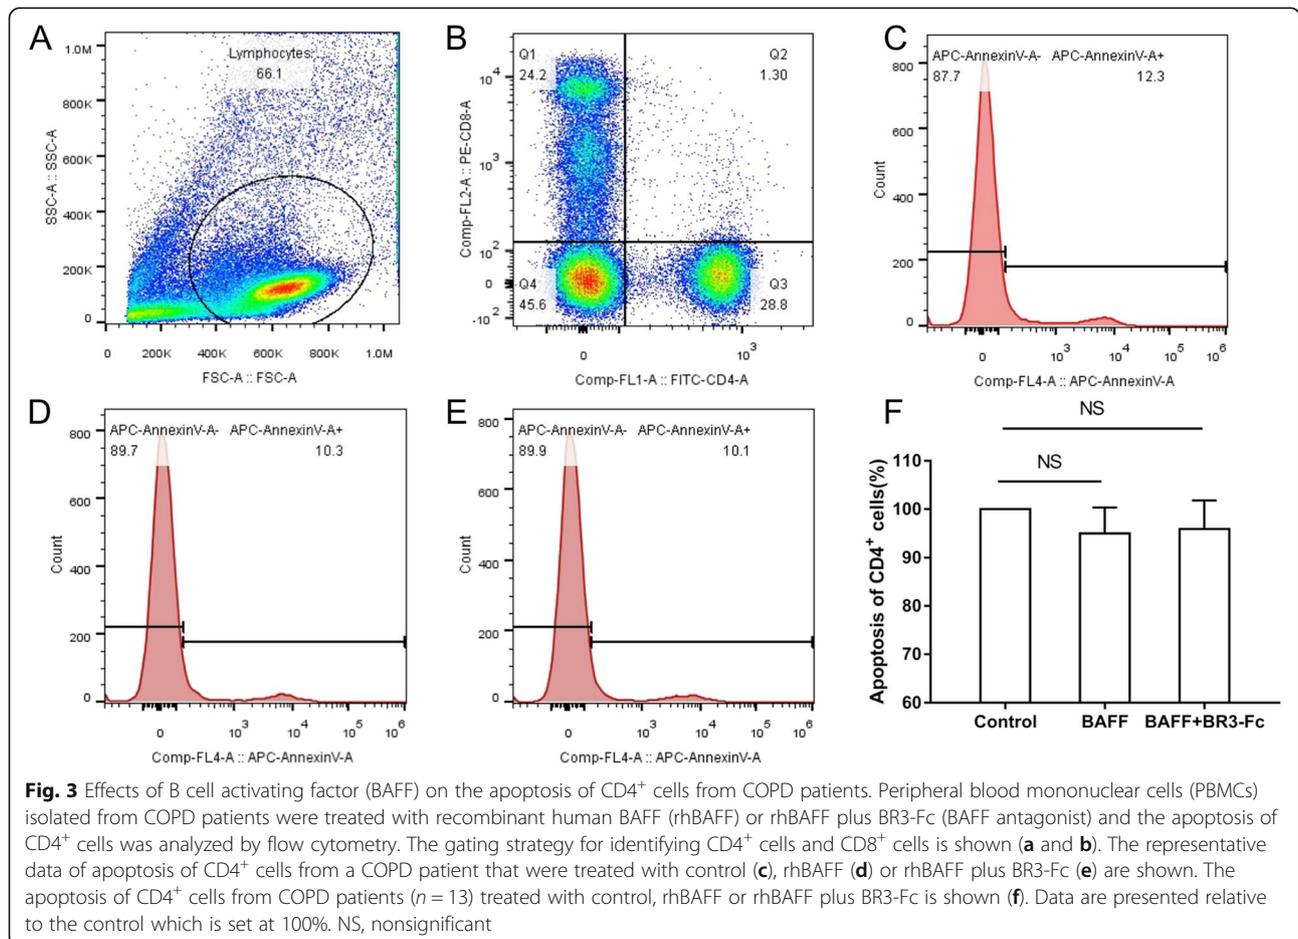 A
1.0M
800K
600K
400K
200K
0
SSC-A :: SSC-A
Lymphocytes
66.1
0 200K 400K 600K 800K 1.0M
FSC-A :: FSC-A
B
Q1
24.2
Q2
1.30
10^4
10^3
10^2
0
-10^2
Comp-FL2-A :: PE-CD8-A
Q4
45.6
Q3
28.8
0 10^3
Comp-FL1-A :: FITC-CD4-A
C
APC-AnnexinV-A- APC-AnnexinV-A+
87.7 12.3
800
600
400
200
0
Count
0 10^3 10^4 10^5 10^6
Comp-FL4-A :: APC-AnnexinV-A
D
APC-AnnexinV-A- APC-AnnexinV-A+
89.7 10.3
800
600
400
200
0
Count
0 10^3 10^4 10^5 10^6
Comp-FL4-A :: APC-AnnexinV-A
E
APC-AnnexinV-A- APC-AnnexinV-A+
89.9 10.1
800
600
400
200
0
Count
0 10^3 10^4 10^5 10^6
Comp-FL4-A :: APC-AnnexinV-A
F
NS
NS
110
100
90
80
70
60
Apoptosis of CD4+ cells(%)
Control BAFF BAFF+BR3-Fc
Fig. 3 Effects of B cell activating factor (BAFF) on the apoptosis of CD4+ cells from COPD patients. Peripheral blood mononuclear cells (PBMCs)
isolated from COPD patients were treated with recombinant human BAFF (rhBAFF) or rhBAFF plus BR3-Fc (BAFF antagonist) and the apoptosis of
CD4+ cells was analyzed by flow cytometry. The gating strategy for identifying CD4+ cells and CD8+ cells is shown (a and b). The representative
data of apoptosis of CD4+ cells from a COPD patient that were treated with control (c), rhBAFF (d) or rhBAFF plus BR3-Fc (e) are shown. The
apoptosis of CD4+ cells from COPD patients (n = 13) treated with control, rhBAFF or rhBAFF plus BR3-Fc is shown (f). Data are presented relative
to the control which is set at 100%. NS, nonsignificant